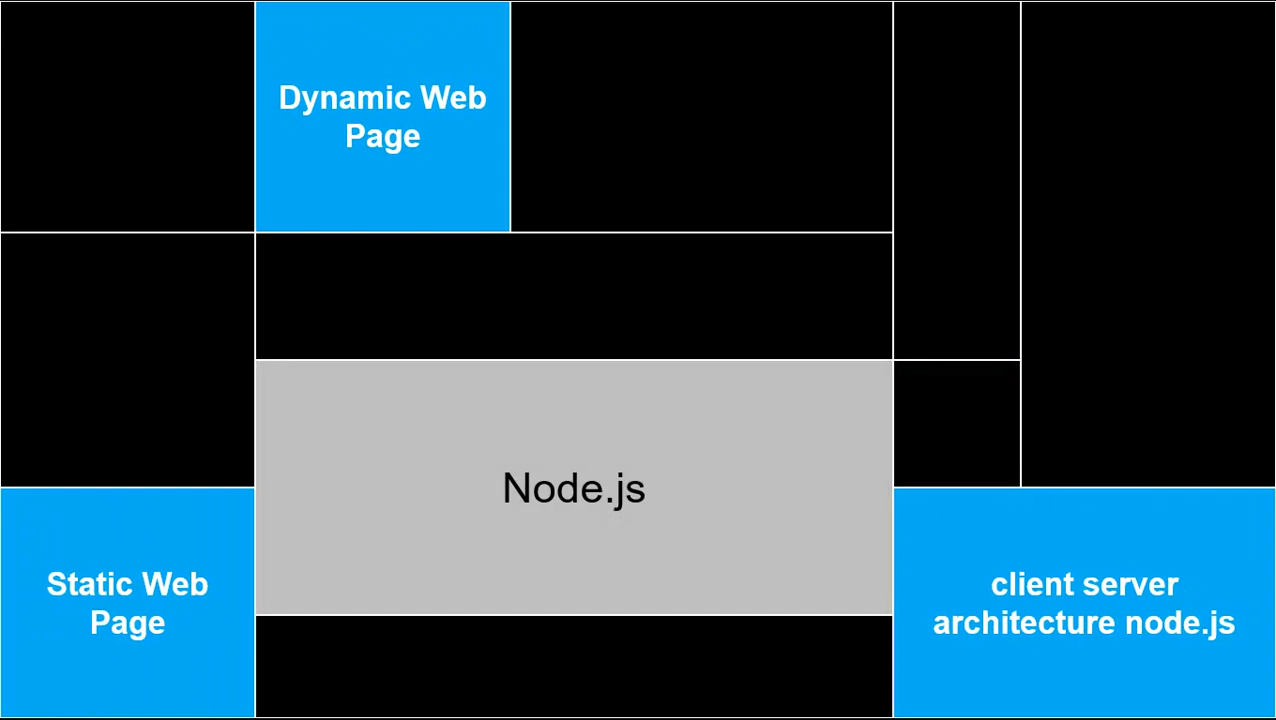 Dynamic Web
Page
Node.js
Static Web
Page
client server
architecture node.js